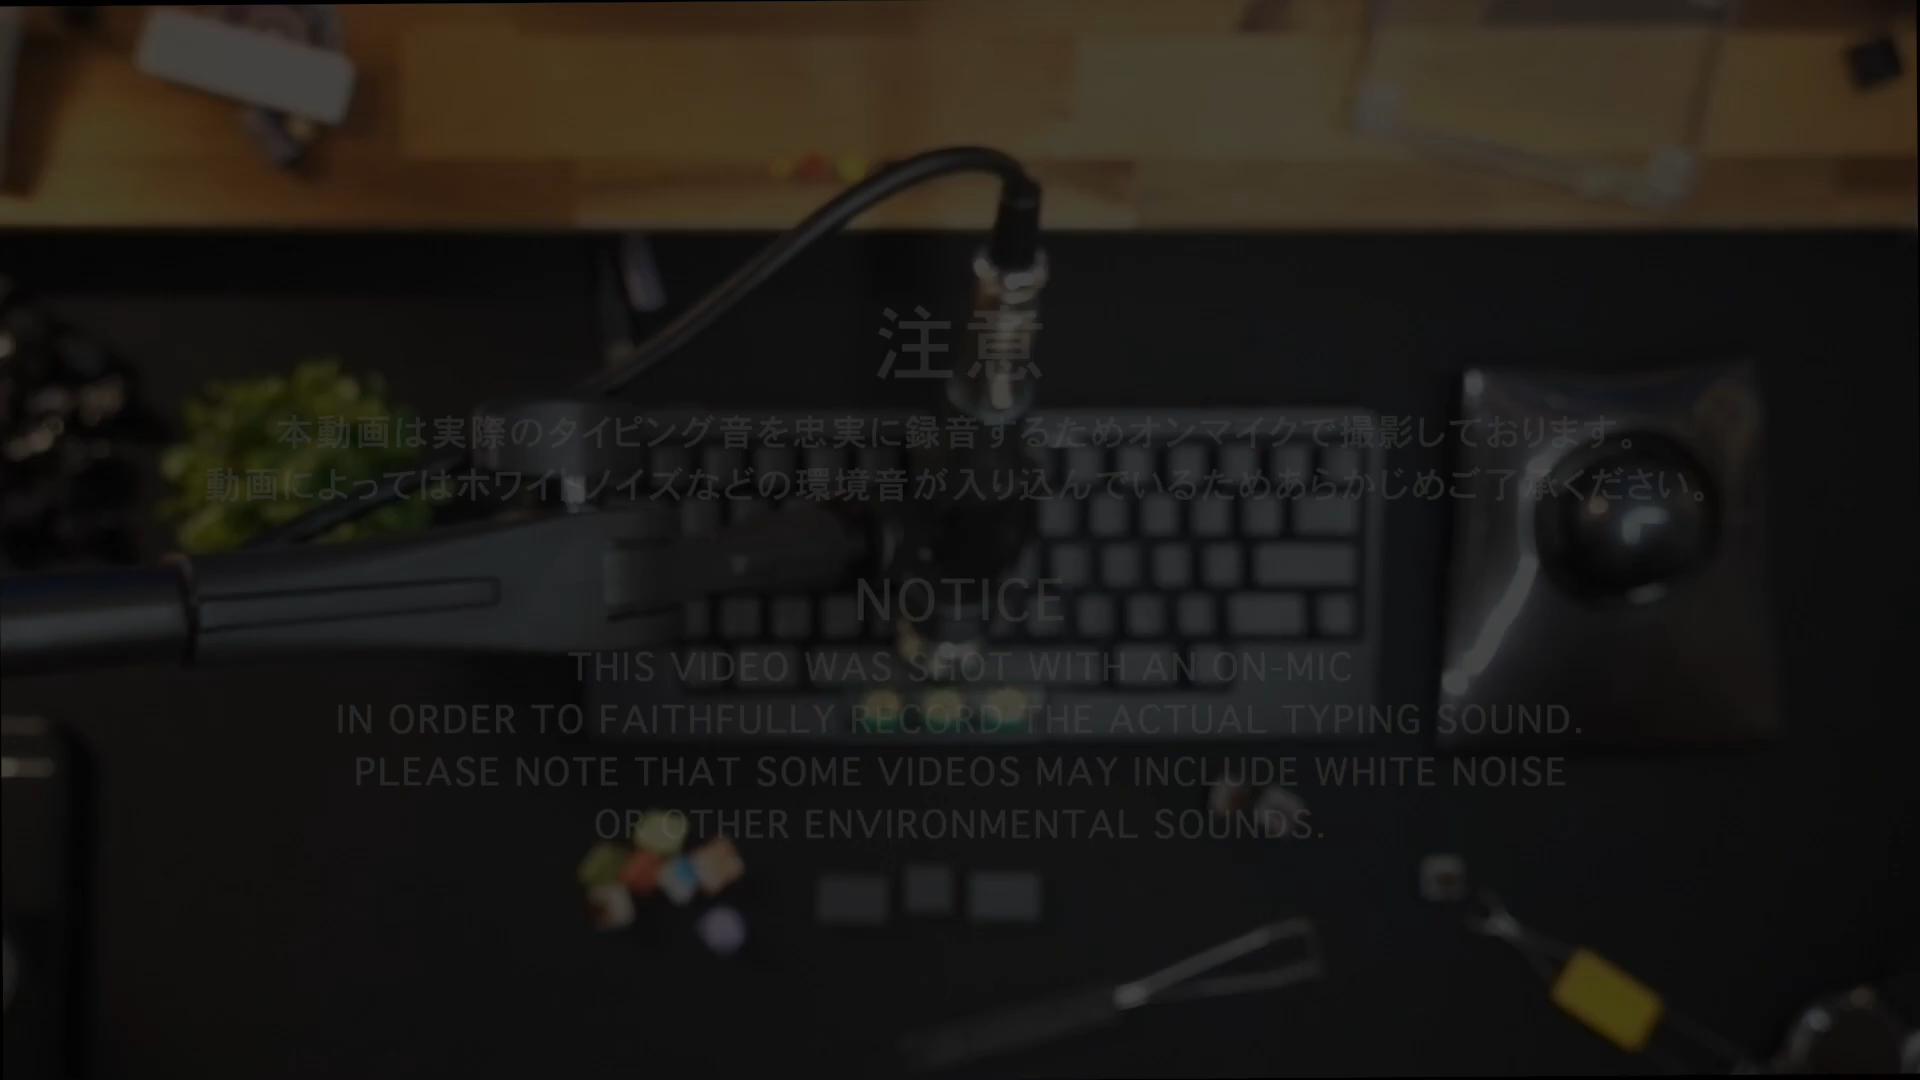 注意
本動画は実際のタイピング音を忠実に録音するためオンマイクで撮影しております。
動画によってはホワイトノイズなどの環境音が入り込んでいるためあらかじめご了承ください。
NOTICE
THIS VIDEO WAS SHOT WITH AN ON-MIC
IN ORDER TO FAITHFULLY RECORD THE ACTUAL TYPING SOUND.
PLEASE NOTE THAT SOME VIDEOS MAY INCLUDE WHITE NOISE
OR OTHER ENVIRONMENTAL SOUNDS.